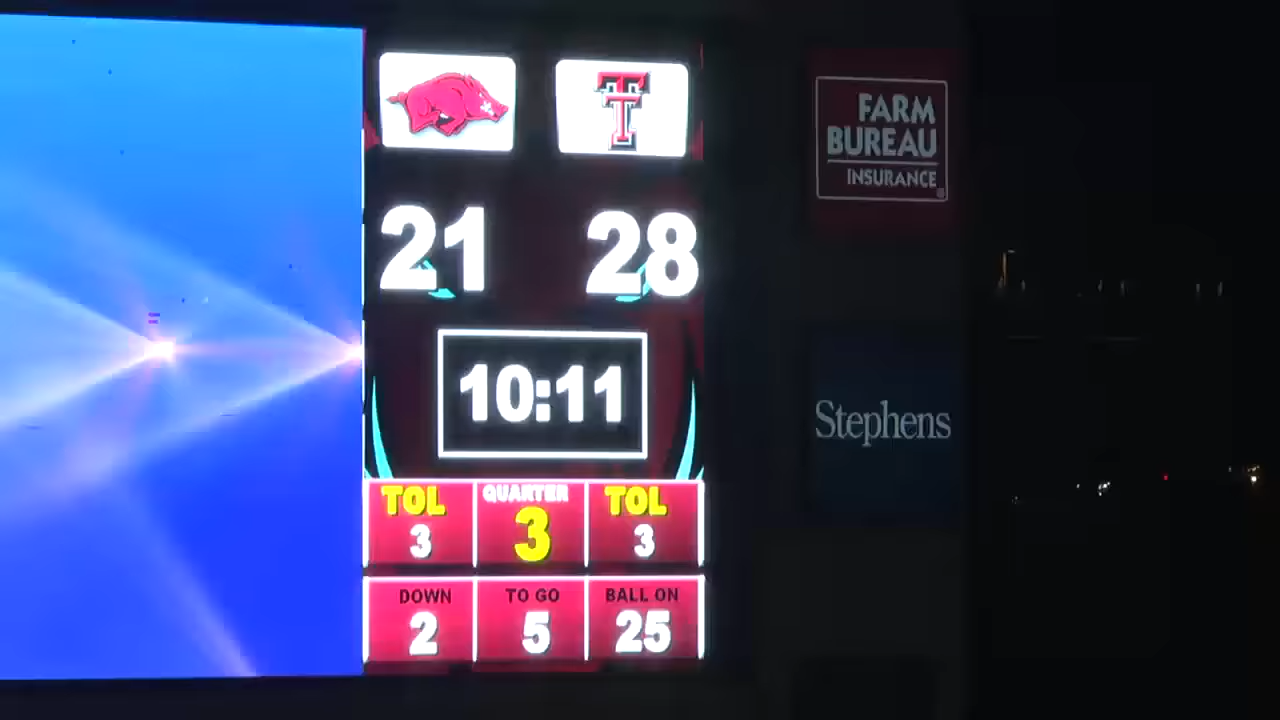 T
21 28
10:11
TOL QUARTER TOL
3 3 3
DOWN TO GO BALL ON
2 5 25
FARM
BUREAU
INSURANCE
Stephens